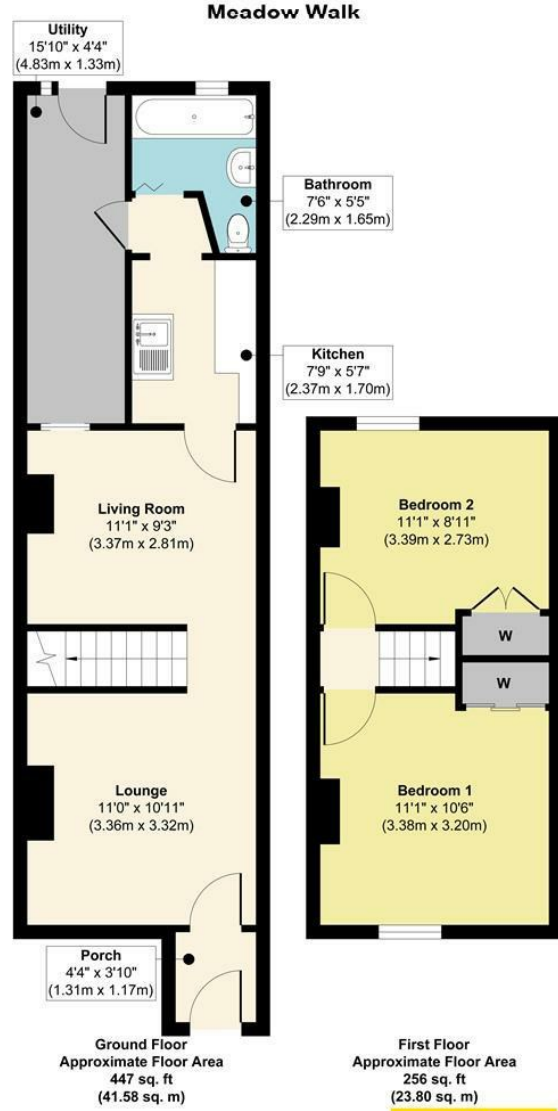 Meadow Walk
Utility
15'10" x 4'4"
(4.83m x 1.33m)
Bathroom
7'6" x 5'5"
(2.29m x 1.65m)
Kitchen
7'9" x 5'7"
(2.37m x 1.70m)
Living Room
11'1" x 9'3"
(3.37m x 2.81m)
Bedroom 2
11'1" x 8'11"
(3.39m x 2.73m)
W
W
Lounge
11'0" x 10'11"
(3.36m x 3.32m)
Bedroom 1
11'1" x 10'6"
(3.38m x 3.20m)
Porch
4'4" x 3'10"
(1.31m x 1.17m)
Ground Floor
Approximate Floor Area
447 sq. ft
(41.58 sq. m)
First Floor
Approximate Floor Area
256 sq. ft
(23.80 sq. m)